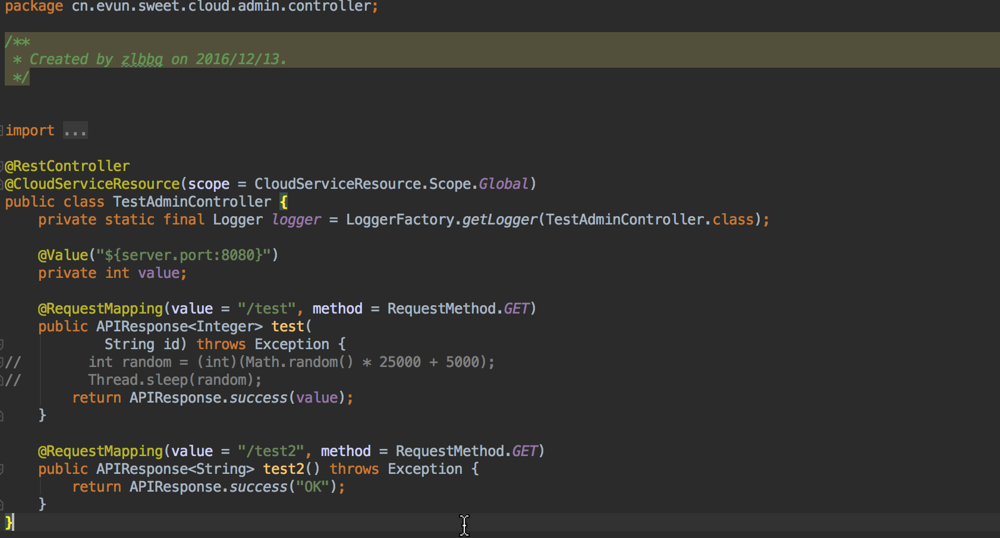 package cn.evun.sweet.cloud.admin.controller;
/**
 * Created by zlbbq on 2016/12/13.
 */
import ...
@RestController
@CloudServiceResource(scope = CloudServiceResource.Scope.Global)
public class TestAdminController {
    private static final Logger logger = LoggerFactory.getLogger(TestAdminController.class);
    @Value("${server.port:8080}")
    private int value;
    @RequestMapping(value = "/test", method = RequestMethod.GET)
    public APIResponse<Integer> test(
            String id) throws Exception {
//        int random = (int)(Math.random() * 25000 + 5000);
//        Thread.sleep(random);
        return APIResponse.success(value);
    }
    @RequestMapping(value = "/test2", method = RequestMethod.GET)
    public APIResponse<String> test2() throws Exception {
        return APIResponse.success("OK");
    }
}